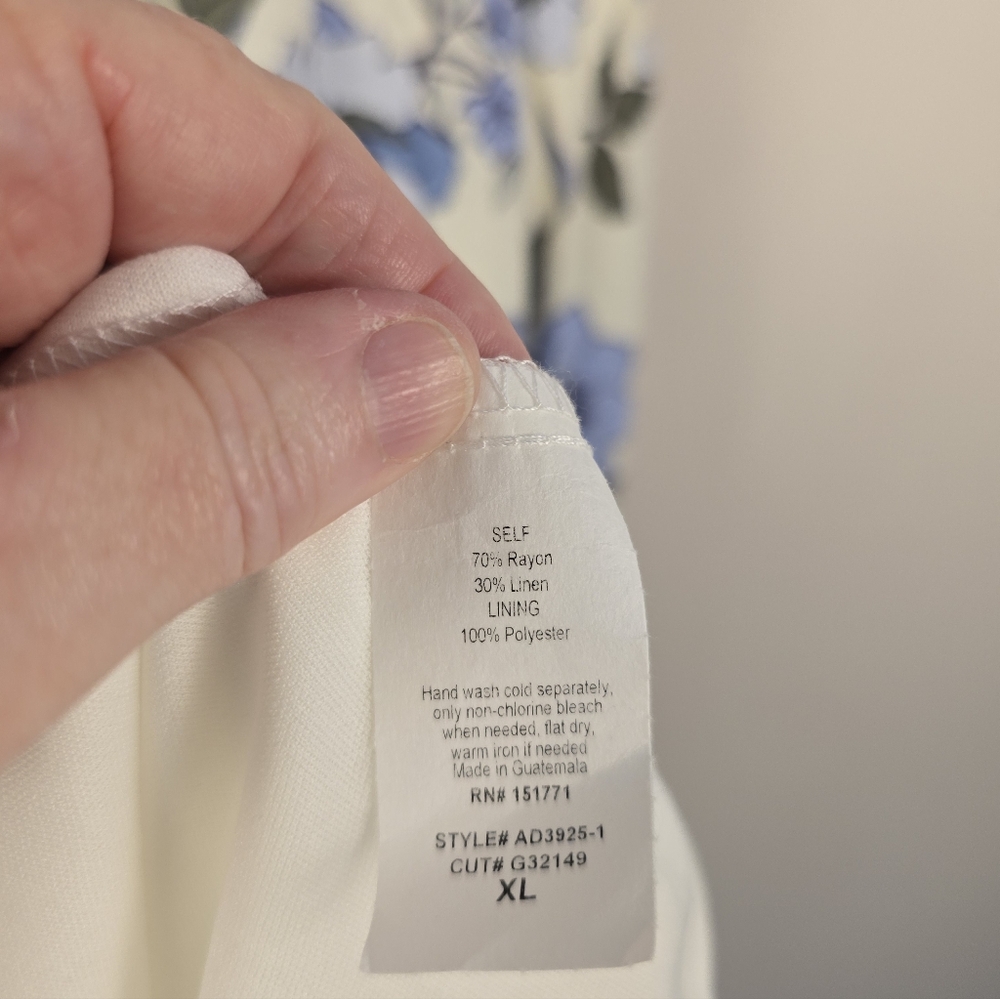 SELF
70% Rayon
30% Linen
LINING
100% Polyester
Hand wash cold separately,
only non-chlorine bleach
when needed, flat dry,
warm iron if needed
Made in Guatemala
RN# 151771
STYLE# AD3925-1
CUT# G32149
XL